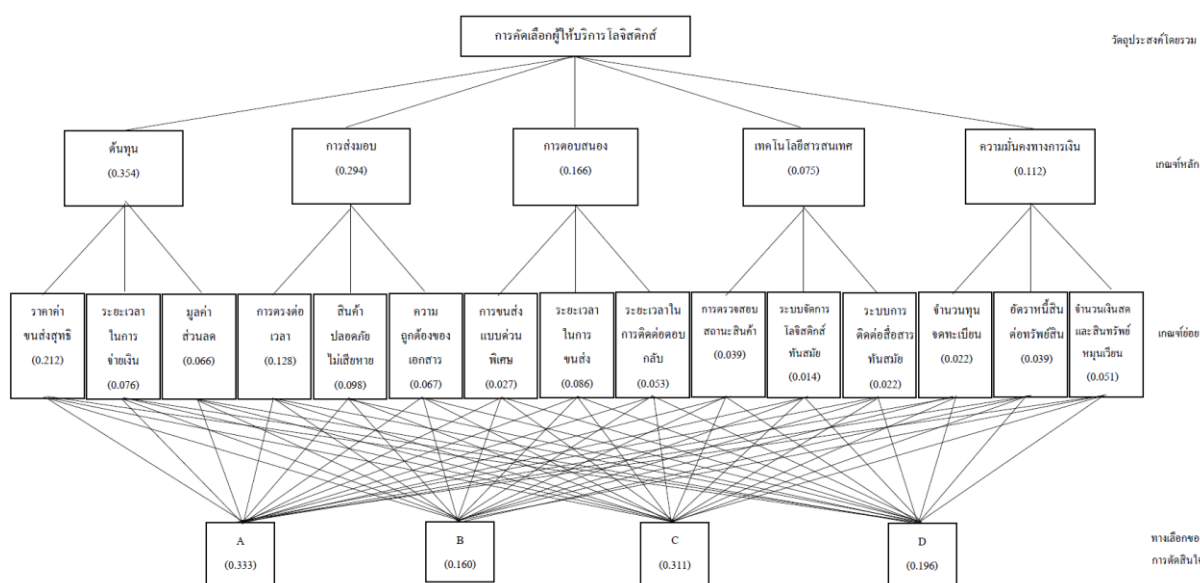 การคัดเลือกผู้ให้บริการโลจิสติกส์
วัตถุประสงค์โดยรวม
ต้นทุน
(0.354)
การส่งมอบ
(0.294)
การตอบสนอง
(0.166)
เทคโนโลยีสารสนเทศ
(0.075)
ความมั่นคงทางการเงิน
(0.112)
เกณฑ์หลัก
ราคาค่า
ขนส่งสุทธิ
(0.212)
ระยะเวลา
ในการ
จ่ายเงิน
(0.076)
มูลค่า
ส่วนลด
(0.066)
การตรงต่อ
เวลา
(0.128)
สินค้า
ปลอดภัย
ไม่เสียหาย
(0.098)
ความ
ถูกต้องของ
เอกสาร
(0.067)
การขนส่ง
แบบด่วน
พิเศษ
(0.027)
ระยะเวลา
ในการ
ขนส่ง
(0.086)
ระยะเวลาใน
การติดต่อตอบ
กลับ
(0.053)
การตรวจสอบ
สถานะสินค้า
(0.039)
ระบบจัดการ
โลจิสติกส์
ทันสมัย
(0.014)
ระบบการ
ติดต่อสื่อสาร
ทันสมัย
(0.022)
จำนวนทุน
จดทะเบียน
(0.022)
อัตราหนี้สิน
ต่อทรัพย์สิน
(0.039)
จำนวนเงินสด
และสินทรัพย์
หมุนเวียน
(0.051)
เกณฑ์ย่อย
A
(0.333)
B
(0.160)
C
(0.311)
D
(0.196)
ทางเลือกขอ
การตัดสินใ